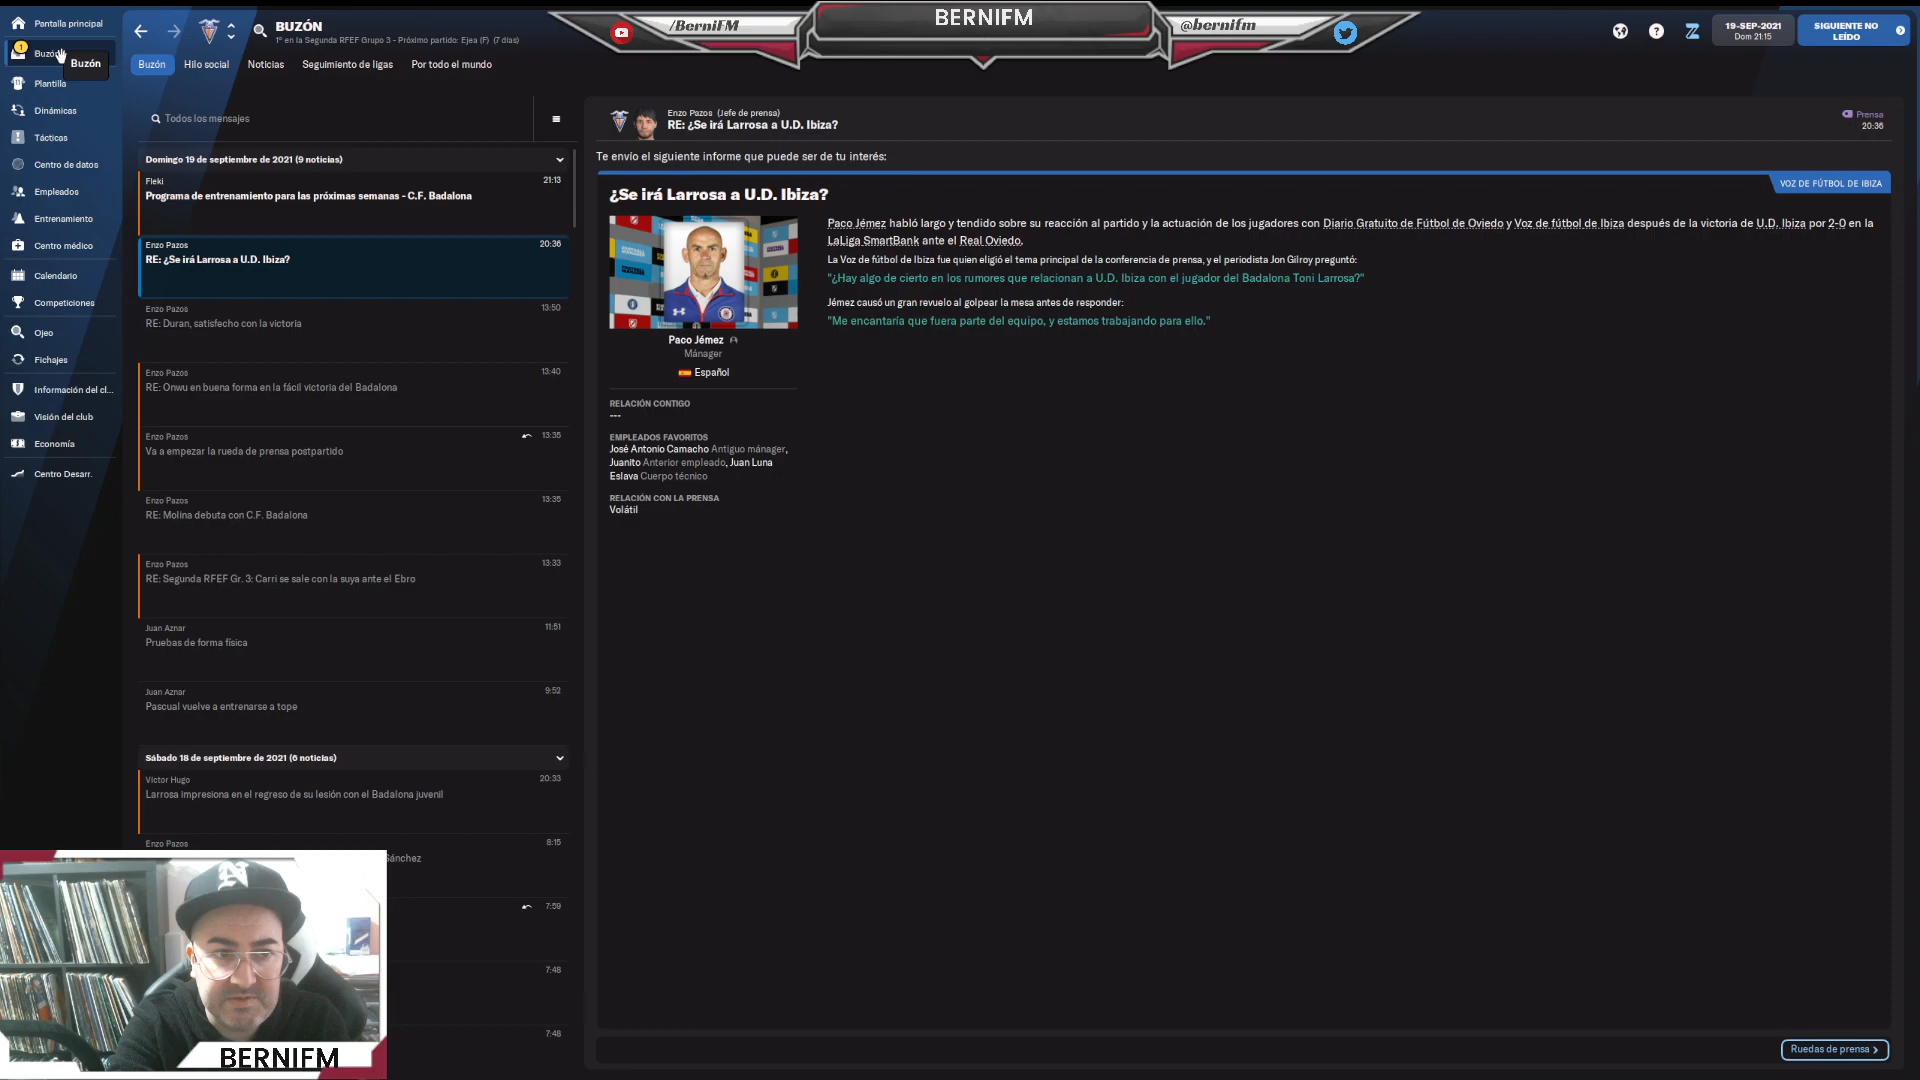 Pantalla principal
1
Buzón
Buzón
Plantilla
Dinámicas
Tácticas
Centro de datos
Empleados
Entrenamiento
Centro médico
Calendario
Competiciones
Ojeo
Fichajes
Información del cl...
Visión del club
Economía
Centro Desarr.
BUZÓN
1º en la Segunda RFEF Grupo 3 - Próximo partido: Ejea (F) (7 días)
/BerniFM
BERNIFM
@bernifm
19-SEP-2021
Dom 21:15
SIGUIENTE NO
LEÍDO
Buzón
Hilo social
Noticias
Seguimiento de ligas
Por todo el mundo
Todos los mensajes
Domingo 19 de septiembre de 2021 (9 noticias)
Fleki
21:13
Programa de entrenamiento para las próximas semanas - C.F. Badalona
Enzo Pazos
20:36
RE: ¿Se irá Larrosa a U.D. Ibiza?
Enzo Pazos
13:50
RE: Duran, satisfecho con la victoria
Enzo Pazos
13:40
RE: Onwu en buena forma en la fácil victoria del Badalona
Enzo Pazos
13:35
Va a empezar la rueda de prensa postpartido
Enzo Pazos
13:35
RE: Molina debuta con C.F. Badalona
Enzo Pazos
13:33
RE: Segunda RFEF Gr. 3: Carri se sale con la suya ante el Ebro
Juan Aznar
11:51
Pruebas de forma física
Juan Aznar
9:52
Pascual vuelve a entrenarse a tope
Sábado 18 de septiembre de 2021 (6 noticias)
Víctor Hugo
20:33
Larrosa impresiona en el regreso de su lesión con el Badalona juvenil
Enzo Pazos
8:15
Sánchez
7:59
7:48
7:48
Enzo Pazos (Jefe de prensa)
RE: ¿Se irá Larrosa a U.D. Ibiza?
Prensa
20:36
Te envío el siguiente informe que puede ser de tu interés:
VOZ DE FÚTBOL DE IBIZA
¿Se irá Larrosa a U.D. Ibiza?
Paco Jémez
Mánager
Español
RELACIÓN CONTIGO
---
EMPLEADOS FAVORITOS
José Antonio Camacho Antiguo mánager,
Juanito Anterior empleado, Juan Luna
Eslava Cuerpo técnico
RELACIÓN CON LA PRENSA
Volátil
Paco Jémez habló largo y tendido sobre su reacción al partido y la actuación de los jugadores con Diario Gratuito de Fútbol de Oviedo y Voz de fútbol de Ibiza después de la victoria de U.D. Ibiza por 2-0 en la
LaLiga SmartBank ante el Real Oviedo.
La Voz de fútbol de Ibiza fue quien eligió el tema principal de la conferencia de prensa, y el periodista Jon Gilroy preguntó:
"¿Hay algo de cierto en los rumores que relacionan a U.D. Ibiza con el jugador del Badalona Toni Larrosa?"
Jémez causó un gran revuelo al golpear la mesa antes de responder:
"Me encantaría que fuera parte del equipo, y estamos trabajando para ello."
Ruedas de prensa
BERNIFM